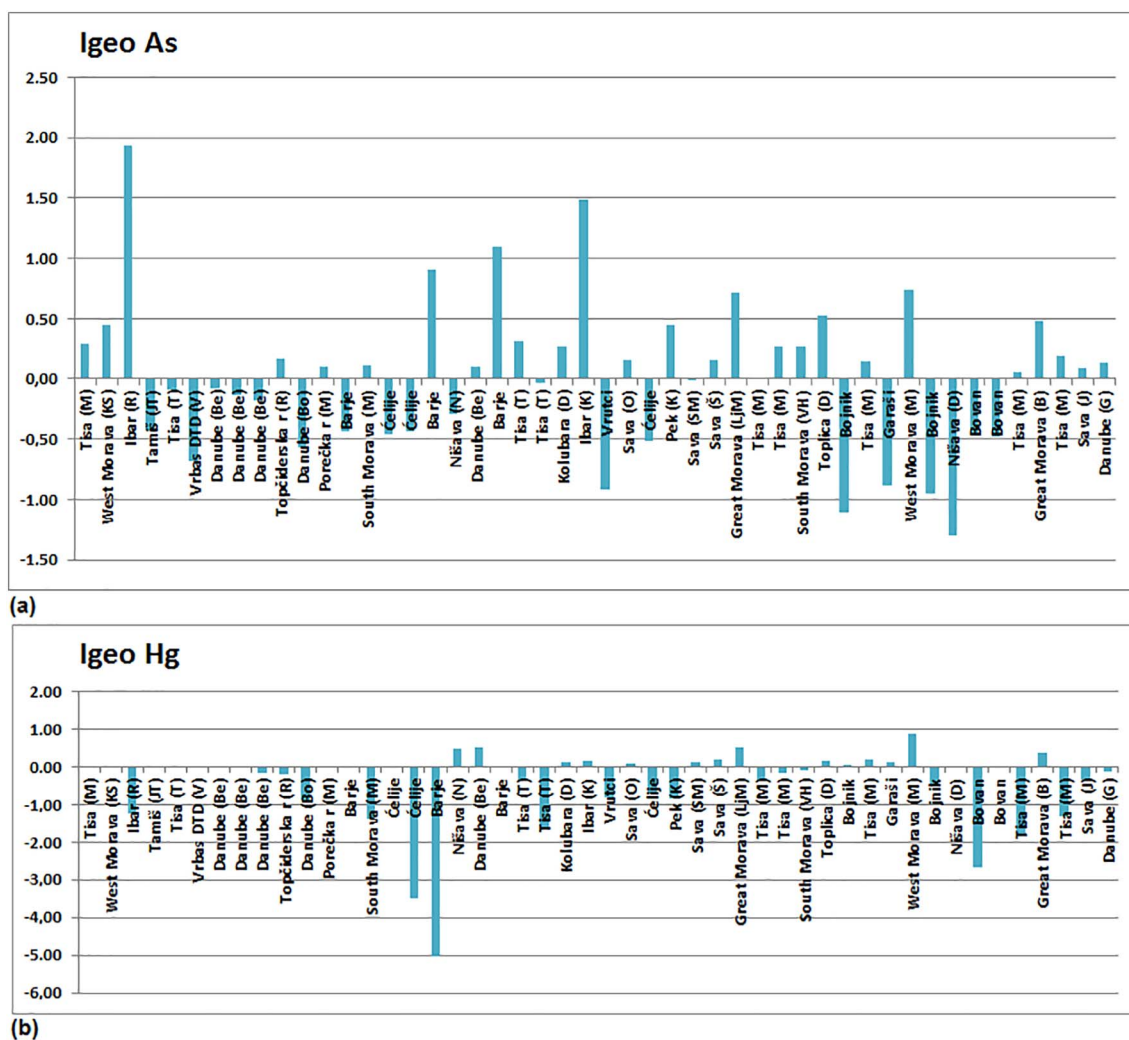 Igeo As
2.50
2.00
1.50
1.00
0.50
0,00
-0.50
-1.00
-1.50
Tisa (M)
West Morava (KS)
Ibar (R)
Tamiš (JT)
Tisa (T)
Vrbas DTD (V)
Danube (Be)
Danube (Be)
Danube (Be)
Topčiderska r (R)
Danube (Bo)
Porečka r (M)
Barje
South Morava (M)
Ćelije
Ćelije
Barje
Nišava (N)
Danube (Be)
Barje
Tisa (T)
Tisa (T)
Kolubara (D)
Ibar (K)
Vrutci
Sava (O)
Ćelije
Pek (K)
Sava (SM)
Sava (Š)
Great Morava (LjM)
Tisa (M)
Tisa (M)
South Morava (VH)
Toplica (D)
Bojnik
Tisa (M)
Garaši
West Morava (M)
Bojnik
Nišava (D)
Bovan
Bovan
Tisa (M)
Great Morava (B)
Tisa (M)
Sava (J)
Danube (G)
(a)
Igeo Hg
2.00
1.00
0.00
-1.00
-2.00
-3.00
-4.00
-5.00
-6,00
Tisa (M)
West Morava (KS)
Ibar (R)
Tamiš (JT)
Tisa (T)
Vrbas DTD (V)
Danube (Be)
Danube (Be)
Danube (Be)
Topčiderska r (R)
Danube (Bo)
Porečka r (M)
Barje
South Morava (M)
Ćelije
Ćelije
Barje
Nišava (N)
Danube (Be)
Barje
Tisa (T)
Tisa (T)
Kolubara (D)
Ibar (K)
Vrutci
Sava (O)
Ćelije
Pek (K)
Sava (SM)
Sava (Š)
Great Morava (LjM)
Tisa (M)
Tisa (M)
South Morava (VH)
Toplica (D)
Bojnik
Tisa (M)
Garaši
West Morava (M)
Bojnik
Nišava (D)
Bovan
Bovan
Tisa (M)
Great Morava (B)
Tisa (M)
Sava (J)
Danube (G)
(b)